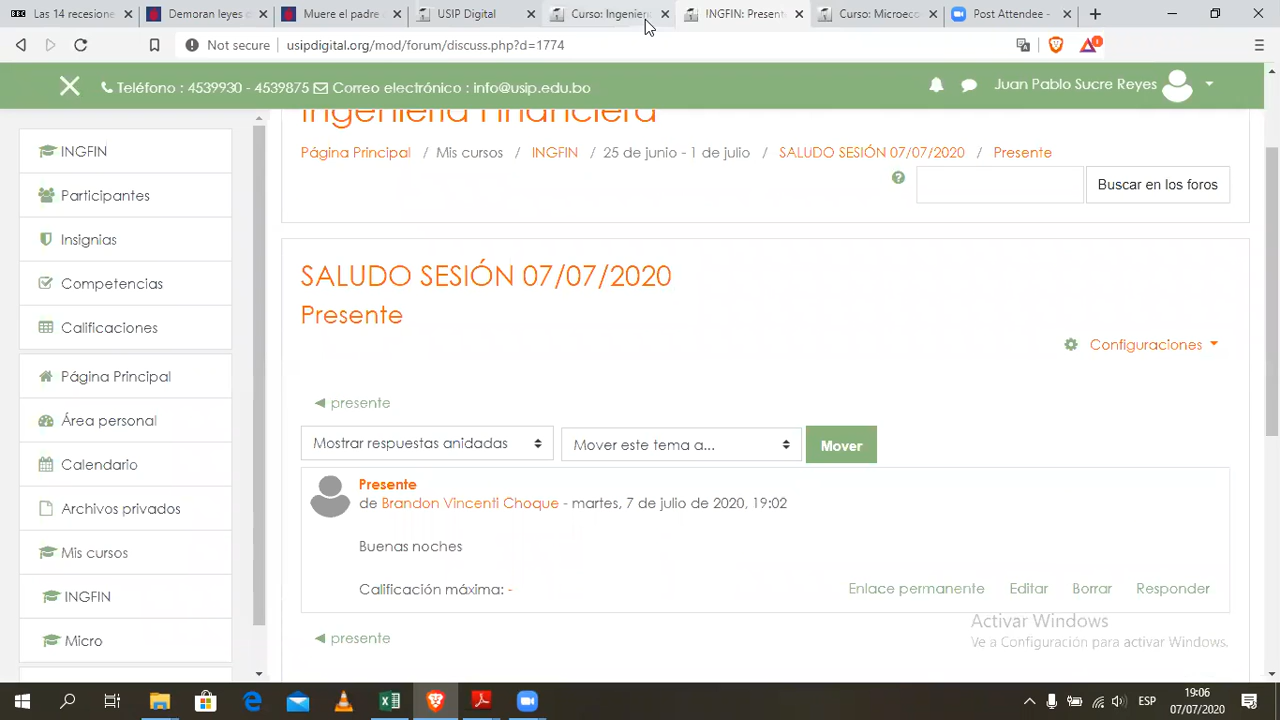 Las 14 recesione
Demoran leyes c
Muere el padre
USIP Digital
Curso: Ingenier
INGFIN: Present
Curso: Microeco
Post Attendee -
Not secure
usipdigital.org/mod/forum/discuss.php?d=1774
Teléfono : 4539930 - 4539875 Correo electrónico : info@usip.edu.bo
Juan Pablo Sucre Reyes
INGFIN
Participantes
Insignias
Competencias
Calificaciones
Página Principal
Área personal
Calendario
Archivos privados
Mis cursos
INGFIN
Micro
Ingeniería Financiera
Página Principal / Mis cursos / INGFIN / 25 de junio - 1 de julio / SALUDO SESIÓN 07/07/2020 / Presente
Buscar en los foros
SALUDO SESIÓN 07/07/2020
Presente
Configuraciones
◀ presente
Mostrar respuestas anidadas
Mover este tema a...
Mover
Presente
de Brandon Vincenti Choque - martes, 7 de julio de 2020, 19:02
Buenas noches
Calificación máxima: -
Enlace permanente Editar Borrar Responder
◀ presente
Activar Windows
Ve a Configuración para activar Windows.
ESP
19:06
07/07/2020